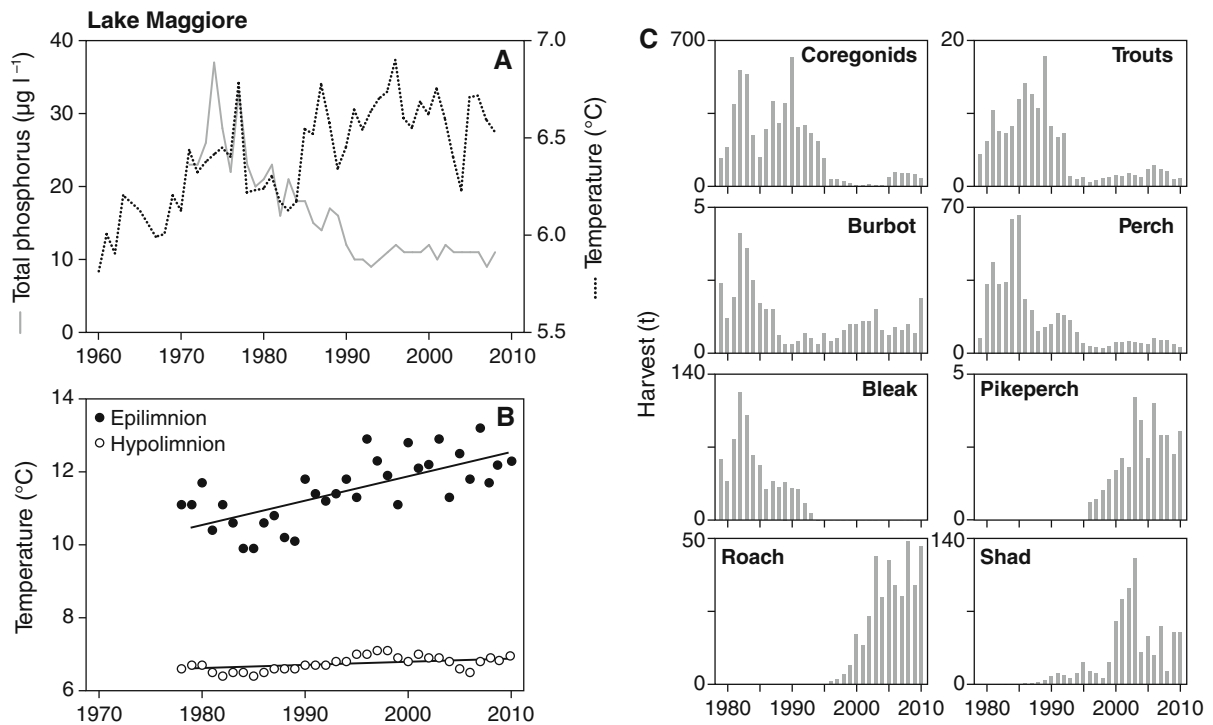 Lake Maggiore
A
40
30
20
10
0
— Total phosphorus (µg l⁻¹)
7.0
6.5
6.0
5.5
Temperature (°C)
1960 1970 1980 1990 2000 2010
B
Epilimnion
Hypolimnion
14
12
10
8
6
Temperature (°C)
1970 1980 1990 2000 2010
C
Harvest (t)
700
0
Coregonids
20
0
Trouts
5
0
Burbot
70
0
Perch
140
0
Bleak
5
0
Pikeperch
50
0
Roach
140
0
Shad
1980 1990 2000 2010
1980 1990 2000 2010